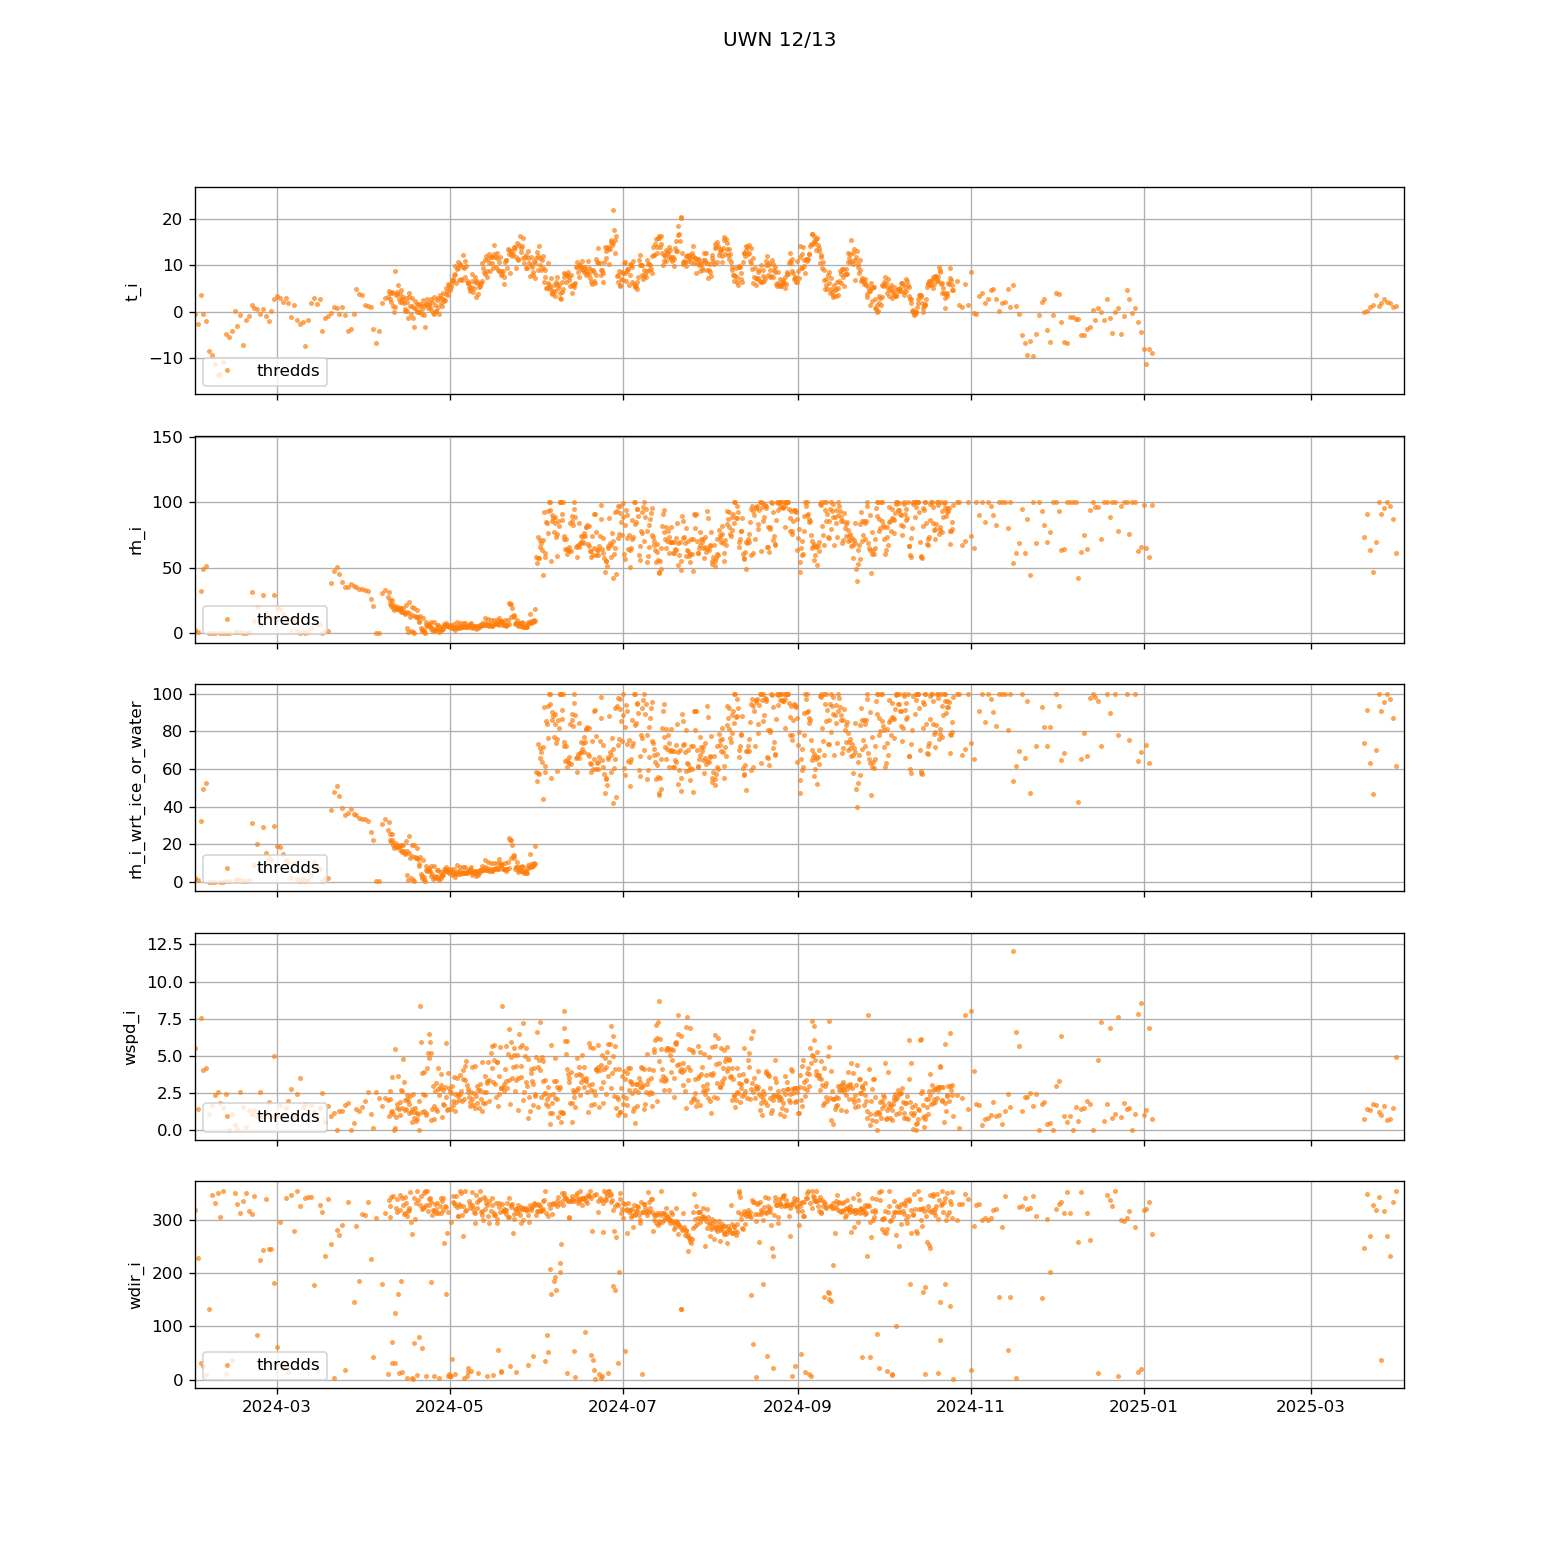 UWN 12/13
t_i
20
10
0
−10
thredds
rh_i
150
100
50
0
thredds
rh_i_wrt_ice_or_water
100
80
60
40
20
0
thredds
wspd_i
12.5
10.0
7.5
5.0
2.5
0.0
thredds
wdir_i
300
200
100
0
thredds
2024-03 2024-05 2024-07 2024-09 2024-11 2025-01 2025-03